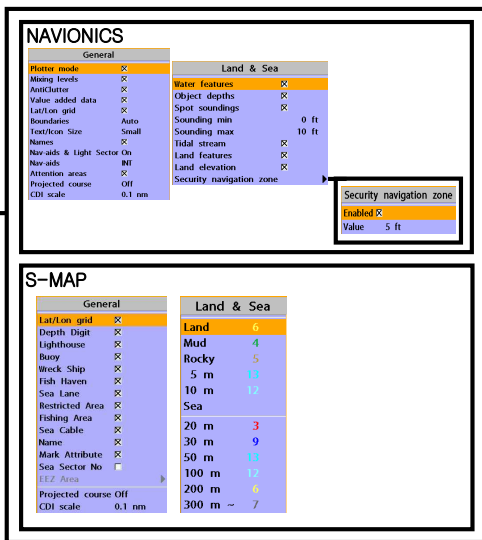 NAVIONICS
General
Plotter mode
Mixing levels
AntiClutter
Value added data
Lat/Lon grid
Boundaries Auto
Text/Icon Size Small
Names
Nav-aids & Light Sector On
Nav-aids INT
Attention areas
Projected course Off
CDI scale 0.1 nm
Land & Sea
Water features
Object depths
Spot soundings
Sounding min 0 ft
Sounding max 10 ft
Tidal stream
Land features
Land elevation
Security navigation zone
Security navigation zone
Enabled
Value 5 ft
S-MAP
General
Lat/Lon grid
Depth Digit
Lighthouse
Buoy
Wreck Ship
Fish Haven
Sea Lane
Restricted Area
Fishing Area
Sea Cable
Name
Mark Attribute
Sea Sector No
EEZ Area
Projected course Off
CDI scale 0.1 nm
Land & Sea
Land 6
Mud 4
Rocky 5
5 m 13
10 m 12
Sea
20 m 3
30 m 9
50 m 13
100 m 12
200 m 6
300 m ~ 7